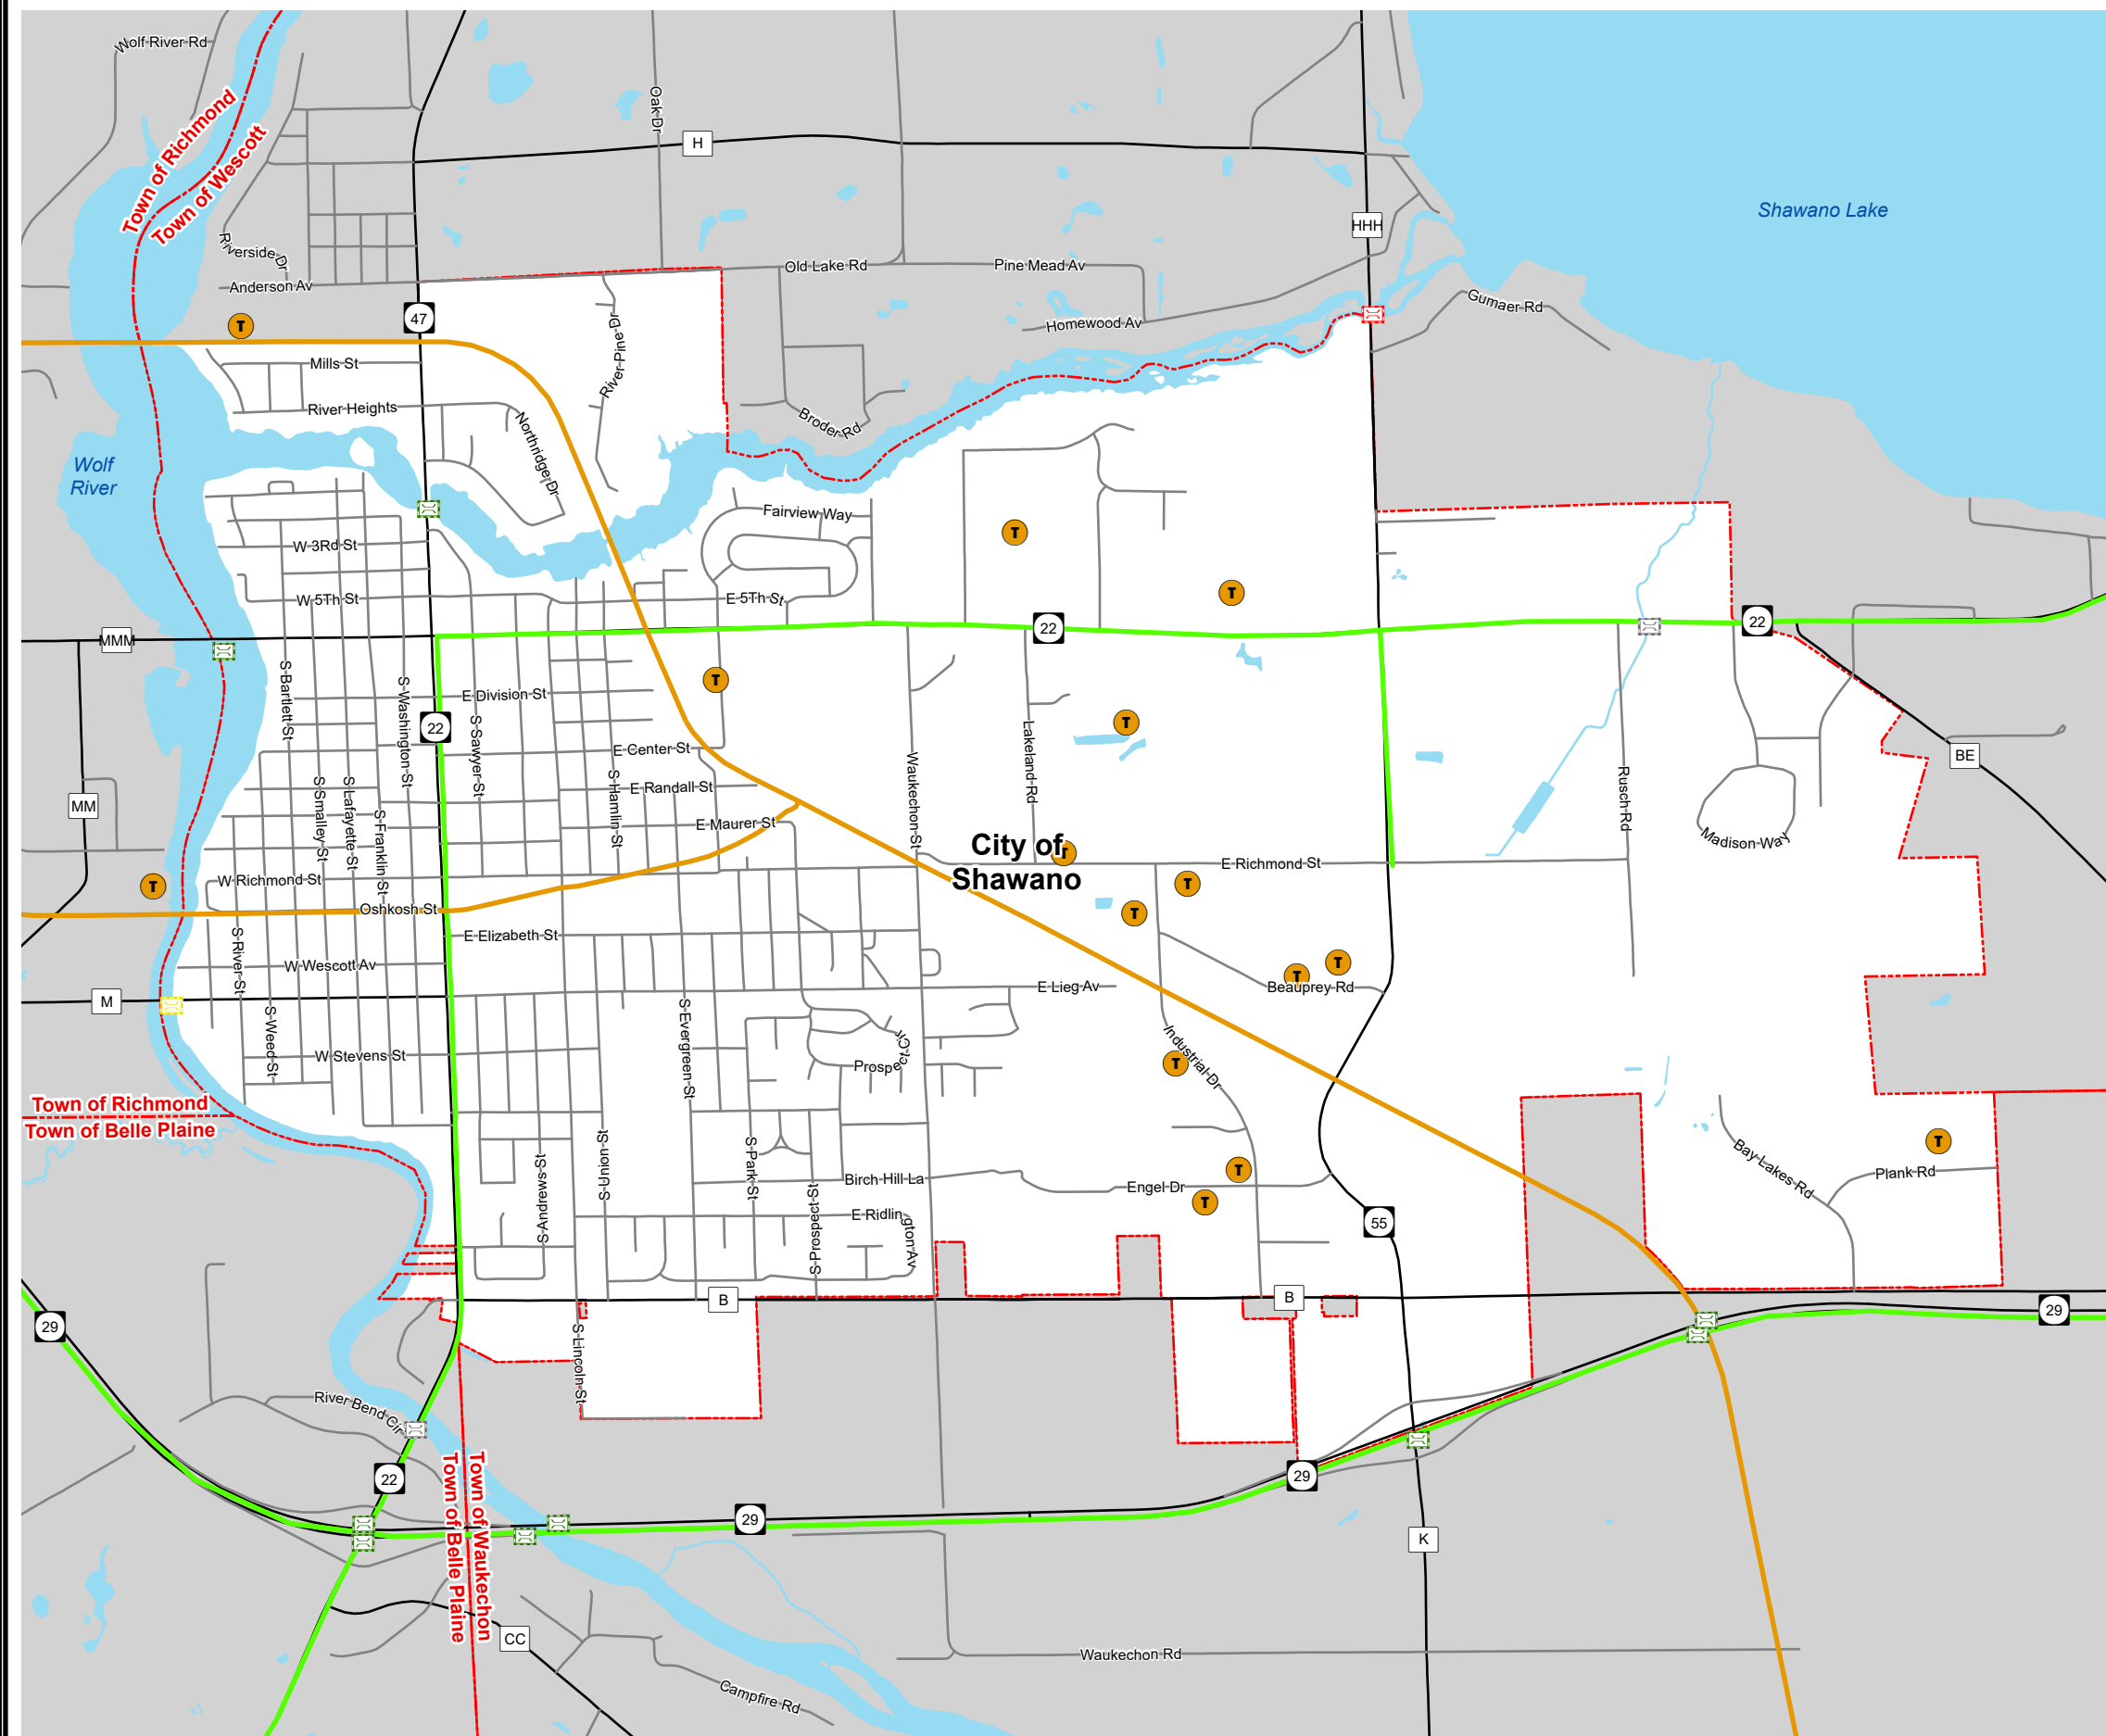 Wolf River Rd
Oak Dr
H
Town of Richmond
Town of Wescott
Shawano Lake
HHH
Riverside Dr
Old Lake Rd
Pine Mead Av
Anderson Av
Gumaer Rd
47
T
River Pine Dr
Homewood Av
Mills St
River Heights
Northridge Dr
Broder Rd
Wolf
River
Fairview Way
T
W 3Rd St
T
W 5Th St
E 5Th St
22
22
MMM
T
S Bartlett St
S Washington St
E Division St
22
S Sawyer St
T
Lakeland Rd
Waukechon St
E Center St
BE
MM
S Smalley St
S Lafayette St
S Franklin St
S Hamlin St
E Randall St
Rusch Rd
E Maurer St
Madison Way
City of
Shawano
T
E Richmond St
W Richmond St
T
T
Oshkosh St
T
E Elizabeth St
S River St
W Wescott Av
T
T
E Lieg Av
Beauprey Rd
M
S Weed St
S Evergreen St
W Stevens St
Prospect Cir
Industrial Dr
T
Town of Richmond
Town of Belle Plaine
S Andrews St
S Union St
S Park St
S Prospect St
Birch Hill La
Engel Dr
T
T
Bay Lakes Rd
Plank Rd
T
E Ridlington Av
55
B
B
29
29
S Lincoln St
River Bend Cir
22
Town of Waukechon
Town of Belle Plaine
29
29
K
CC
Waukechon Rd
Campfire Rd